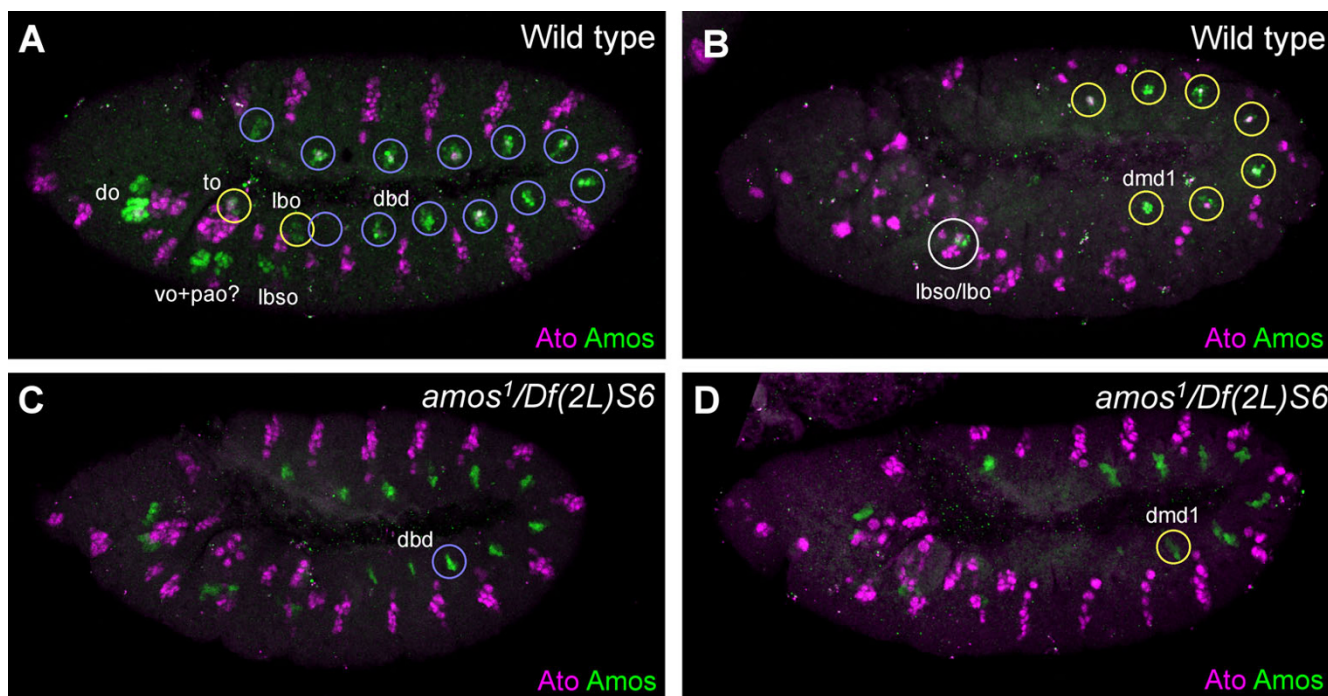 A
Wild type
do
to
lbo
dbd
vo+pao?
lbso
Ato Amos
B
Wild type
dmd1
lbso/lbo
Ato Amos
C
amos¹/Df(2L)S6
dbd
Ato Amos
D
amos¹/Df(2L)S6
dmd1
Ato Amos